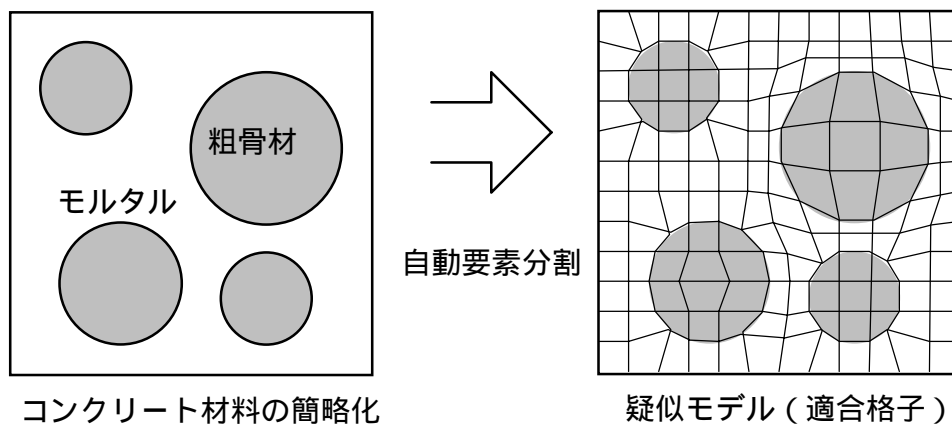 粗骨材
モルタル
自動要素分割
コンクリート材料の簡略化
疑似モデル（適合格子）